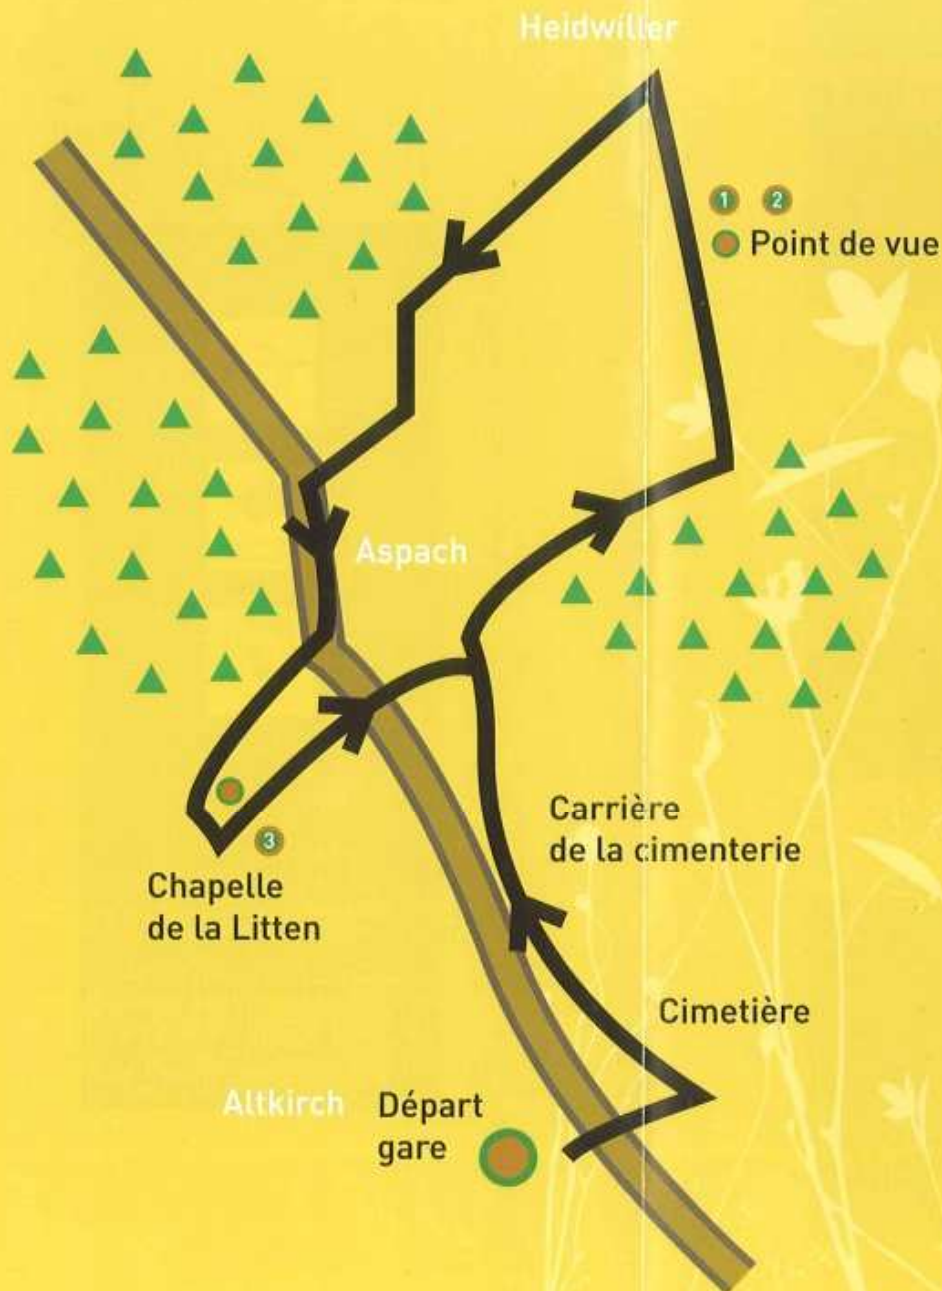 Heidwiller
1 2
Point de vue
Aspach
3
Chapelle
de la Litten
Carrière
de la cimenterie
Cimetière
Altkirch
Départ
gare